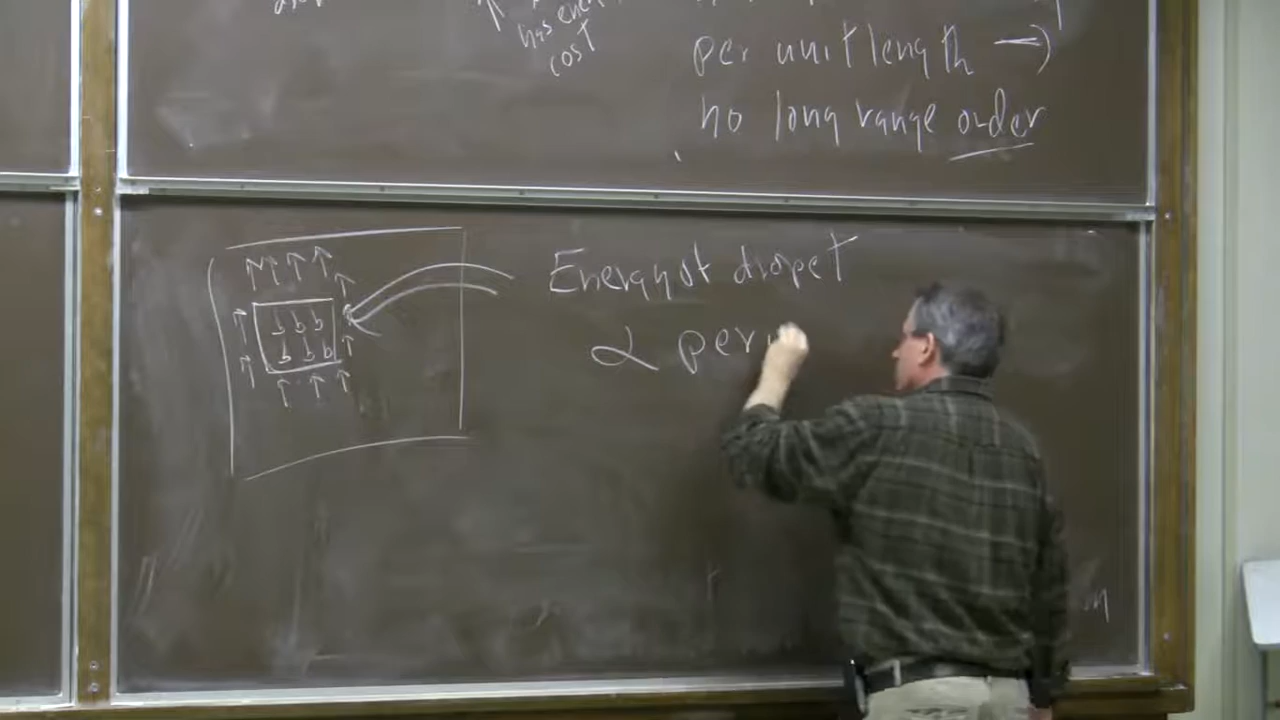 has energy
cost
per unit length →
no long range order
Energy of droplet
∝ per